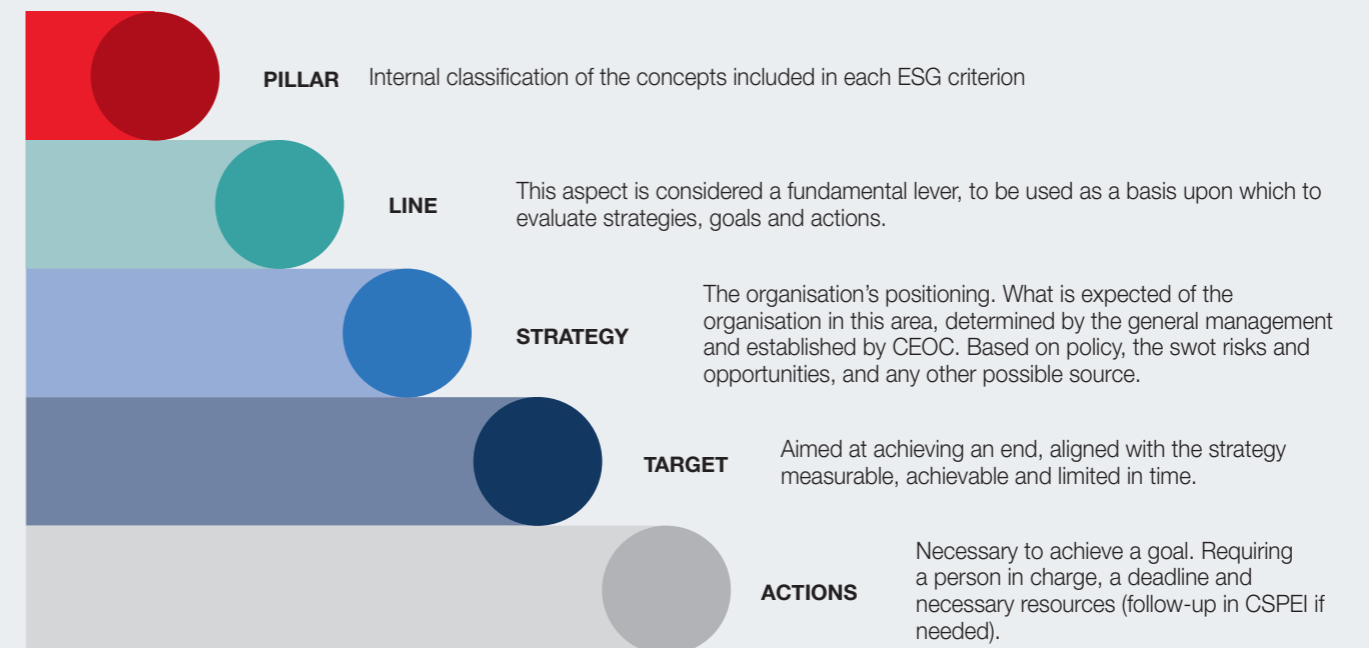 PILLAR Internal classification of the concepts included in each ESG criterion
LINE
This aspect is considered a fundamental lever, to be used as a basis upon which to
evaluate strategies, goals and actions.
STRATEGY
The organisation’s positioning. What is expected of the
organisation in this area, determined by the general management
and established by CEOC. Based on policy, the swot risks and
opportunities, and any other possible source.
TARGET
Aimed at achieving an end, aligned with the strategy
measurable, achievable and limited in time.
ACTIONS
Necessary to achieve a goal. Requiring
a person in charge, a deadline and
necessary resources (follow-up in CSPEI if
needed).